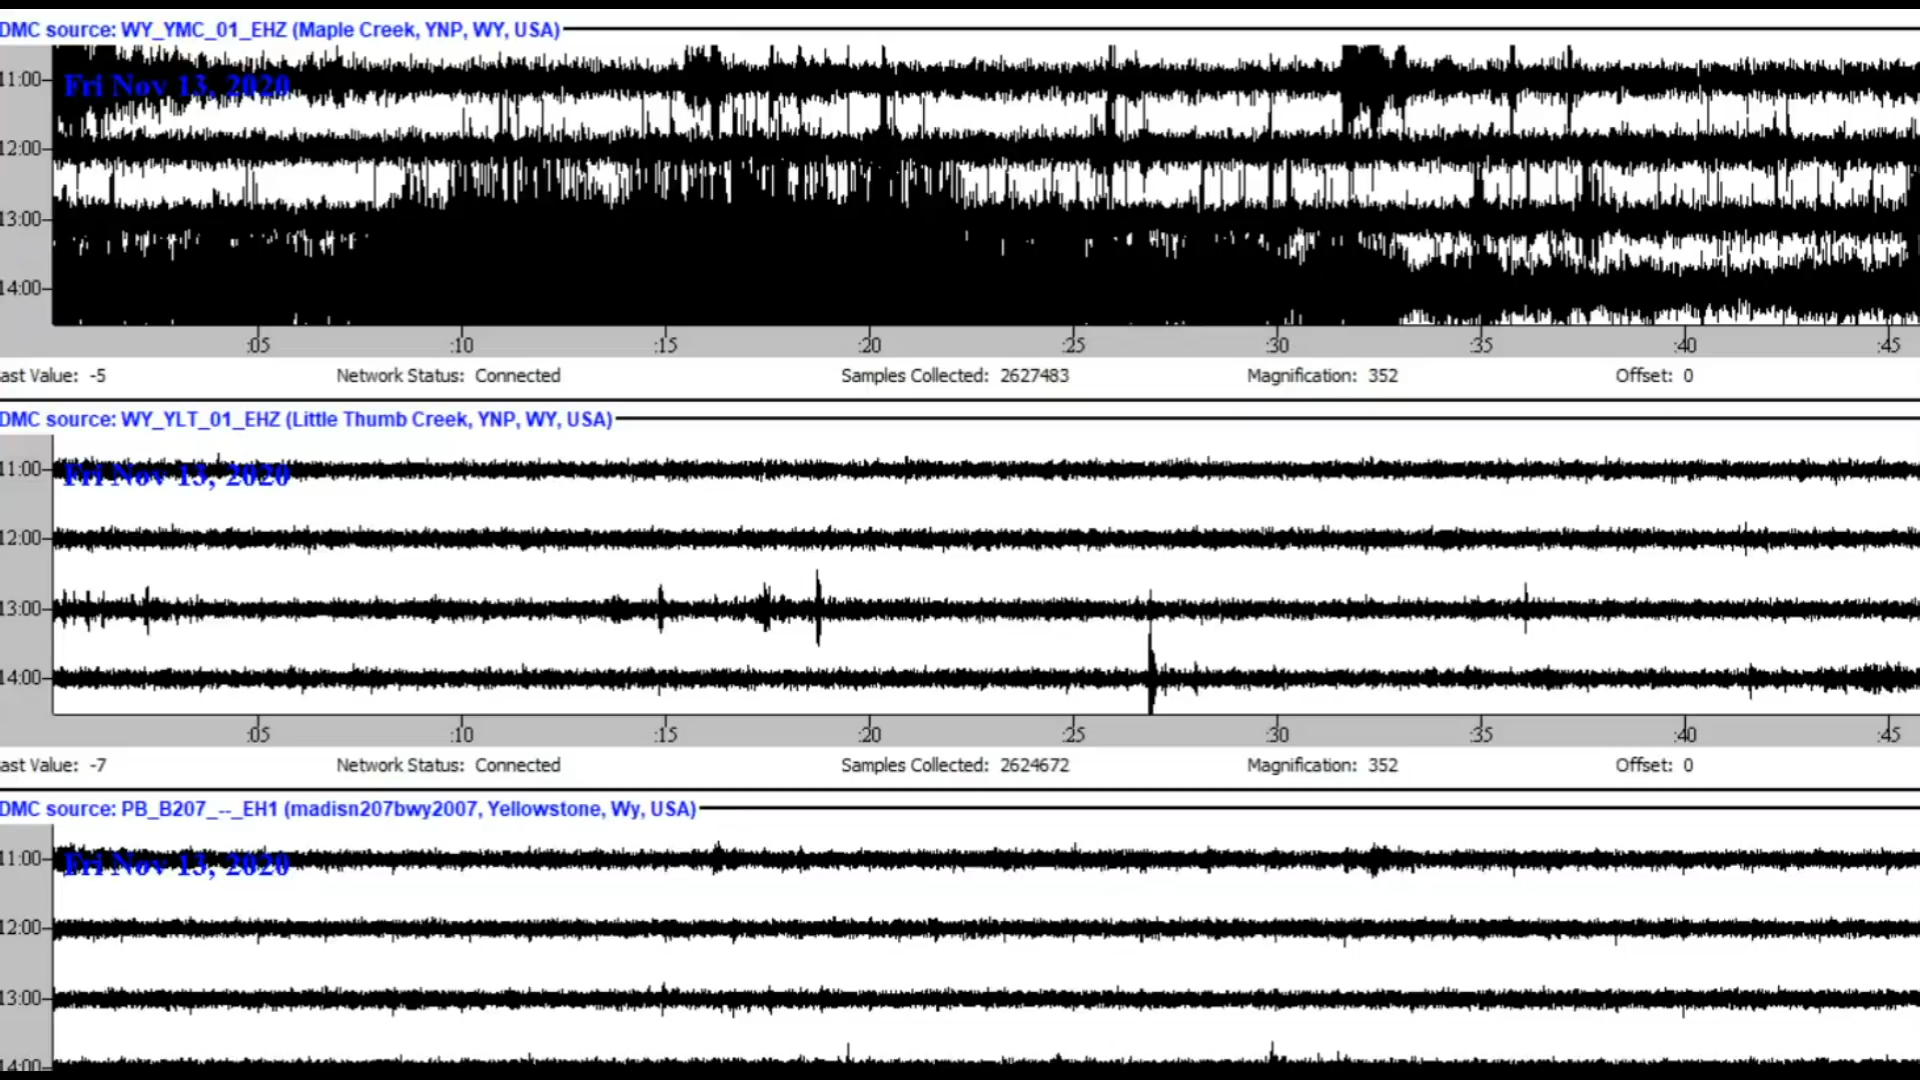 DMC source: WY_YMC_01_EHZ (Maple Creek, YNP, WY, USA)
11:00
Fri Nov 13, 2020
12:00
13:00
14:00
:05 :10 :15 :20 :25 :30 :35 :40 :45
ast Value: -5 Network Status: Connected Samples Collected: 2627483 Magnification: 352 Offset: 0
DMC source: WY_YLT_01_EHZ (Little Thumb Creek, YNP, WY, USA)
11:00
Fri Nov 13, 2020
12:00
13:00
14:00
:05 :10 :15 :20 :25 :30 :35 :40 :45
ast Value: -7 Network Status: Connected Samples Collected: 2624672 Magnification: 352 Offset: 0
DMC source: PB_B207_--_EH1 (madisn207bwy2007, Yellowstone, Wy, USA)
11:00
Fri Nov 13, 2020
12:00
13:00
14:00